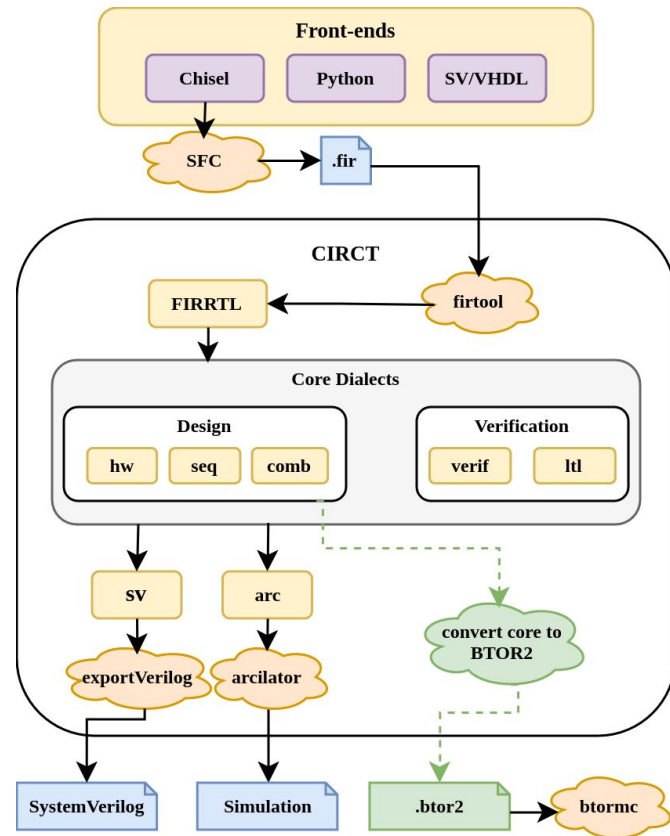 Front-ends
Chisel
Python
SV/VHDL
SFC
.fir
CIRCT
FIRRTL
firtool
Core Dialects
Design
Verification
hw
seq
comb
verif
ltl
sv
arc
convert core to
BTOR2
exportVerilog
arcilator
SystemVerilog
Simulation
.btor2
btormc